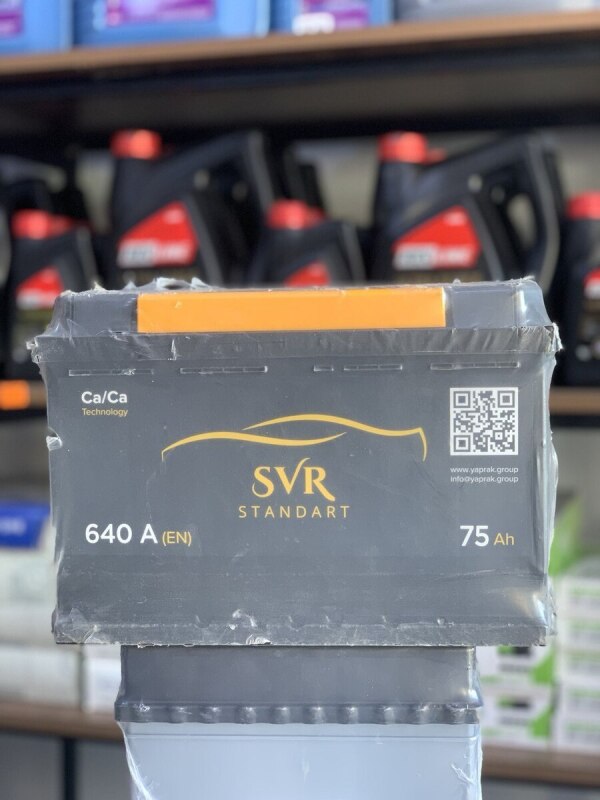 Ca/Ca
Technology
www.yaprak.group
info@yaprak.group
SVR
STANDART
640 A (EN)
75 Ah